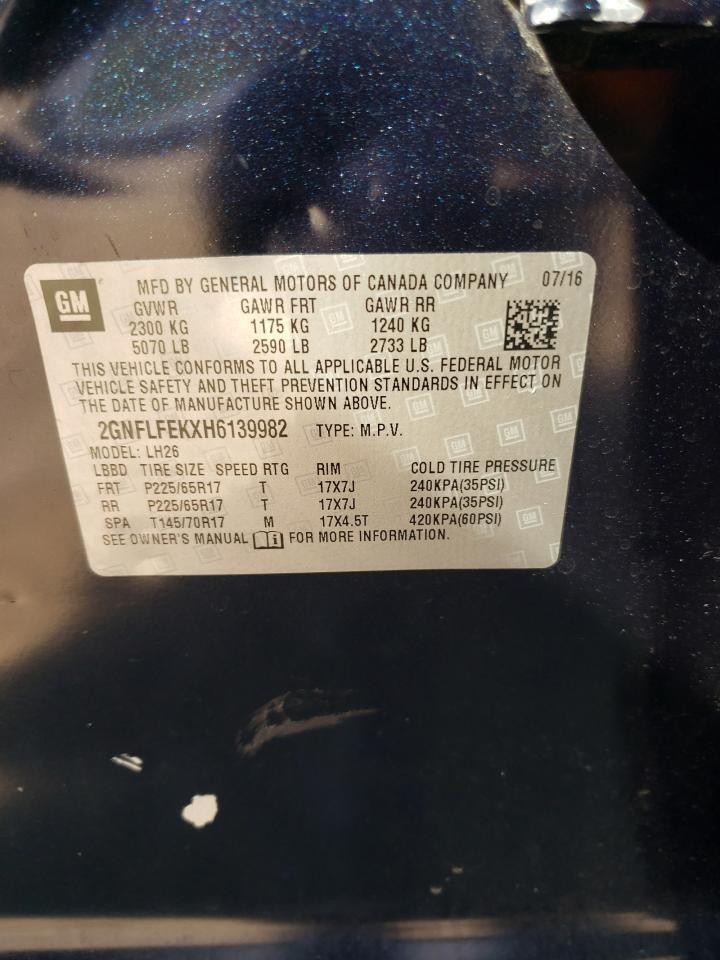 GM MFD BY GENERAL MOTORS OF CANADA COMPANY 07/16
GVWR GAWR FRT GAWR RR
2300 KG 1175 KG 1240 KG
5070 LB 2590 LB 2733 LB
THIS VEHICLE CONFORMS TO ALL APPLICABLE U.S. FEDERAL MOTOR
VEHICLE SAFETY AND THEFT PREVENTION STANDARDS IN EFFECT ON
THE DATE OF MANUFACTURE SHOWN ABOVE.
2GNFLFEKXH6139982 TYPE: M.P.V.
MODEL: LH26
LBBD TIRE SIZE SPEED RTG RIM COLD TIRE PRESSURE
FRT P225/65R17 T 17X7J 240KPA(35PSI)
RR P225/65R17 T 17X7J 240KPA(35PSI)
SPA T145/70R17 M 17X4.5T 420KPA(60PSI)
SEE OWNER'S MANUAL FOR MORE INFORMATION.